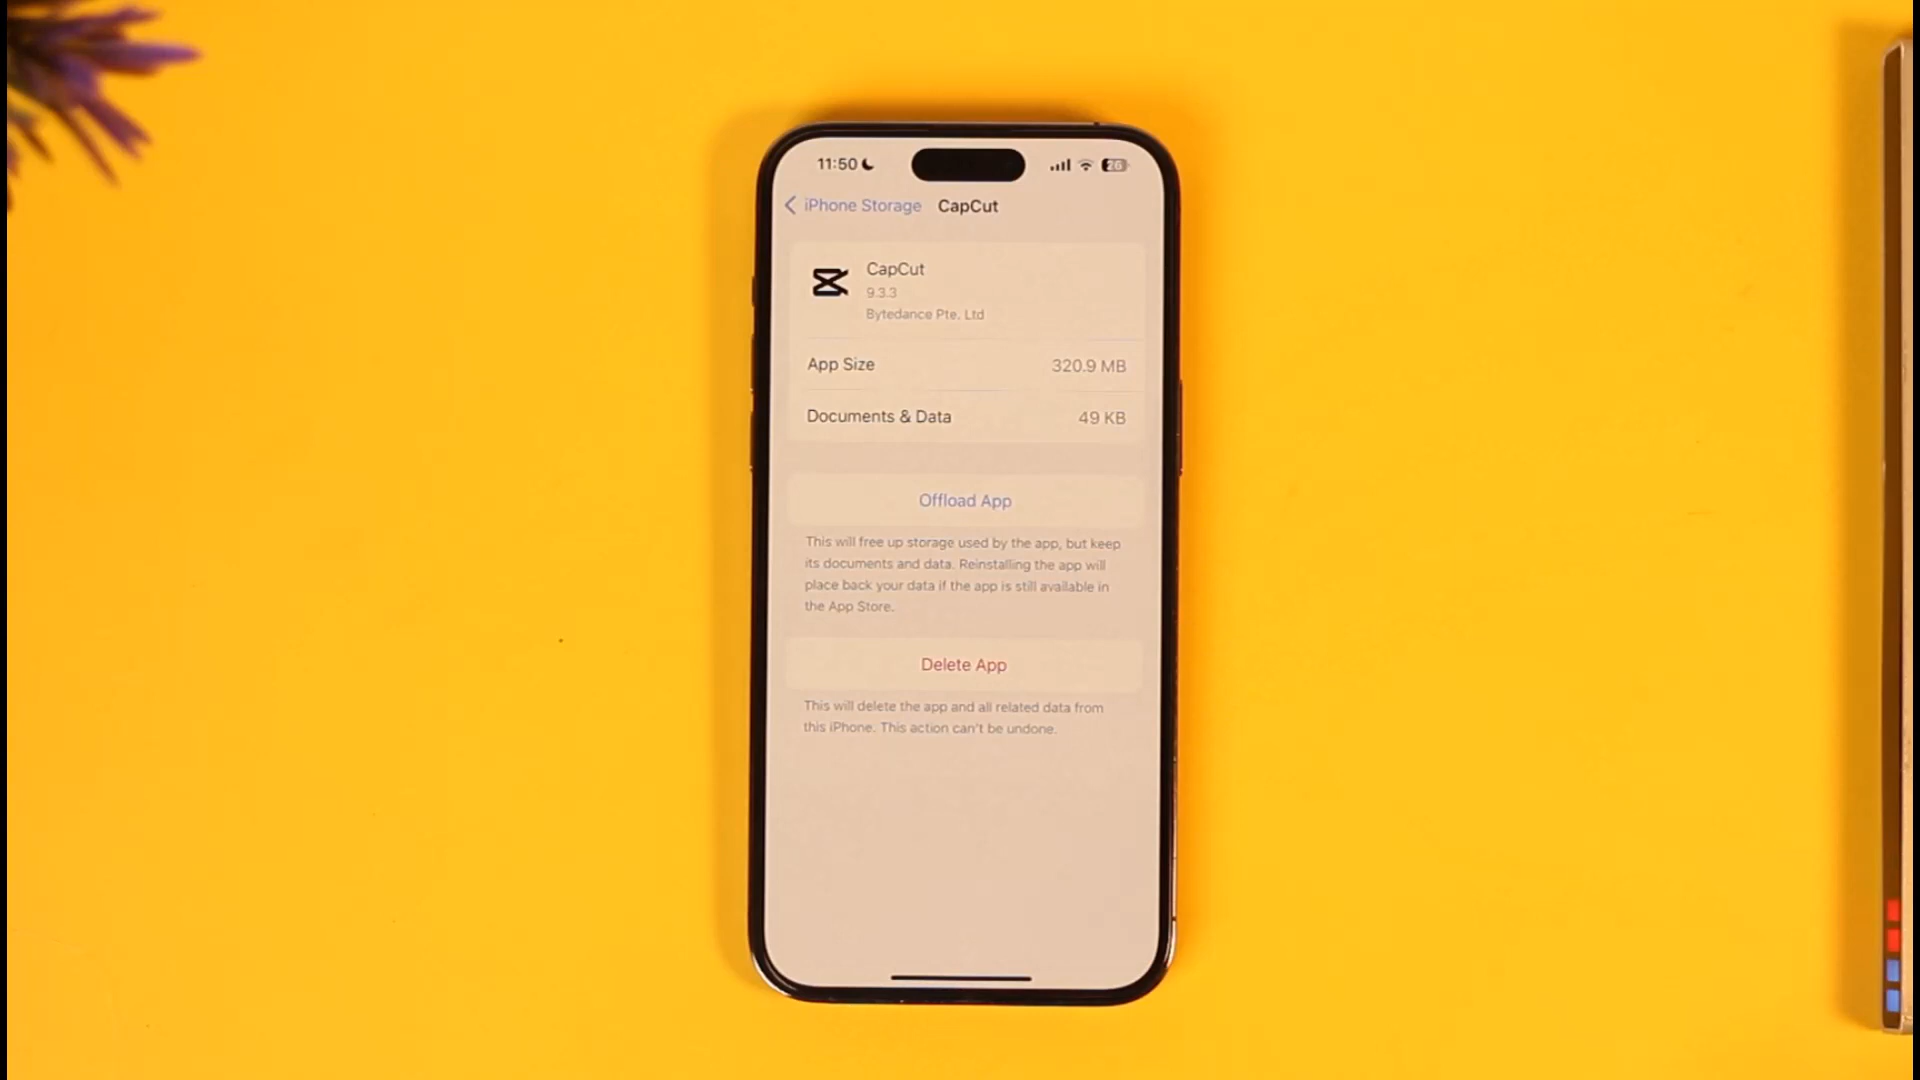 11:50
26
iPhone Storage CapCut
CapCut
9.3.3
Bytedance Pte. Ltd
App Size 320.9 MB
Documents & Data 49 KB
Offload App
This will free up storage used by the app, but keep
its documents and data. Reinstalling the app will
place back your data if the app is still available in
the App Store.
Delete App
This will delete the app and all related data from
this iPhone. This action can't be undone.